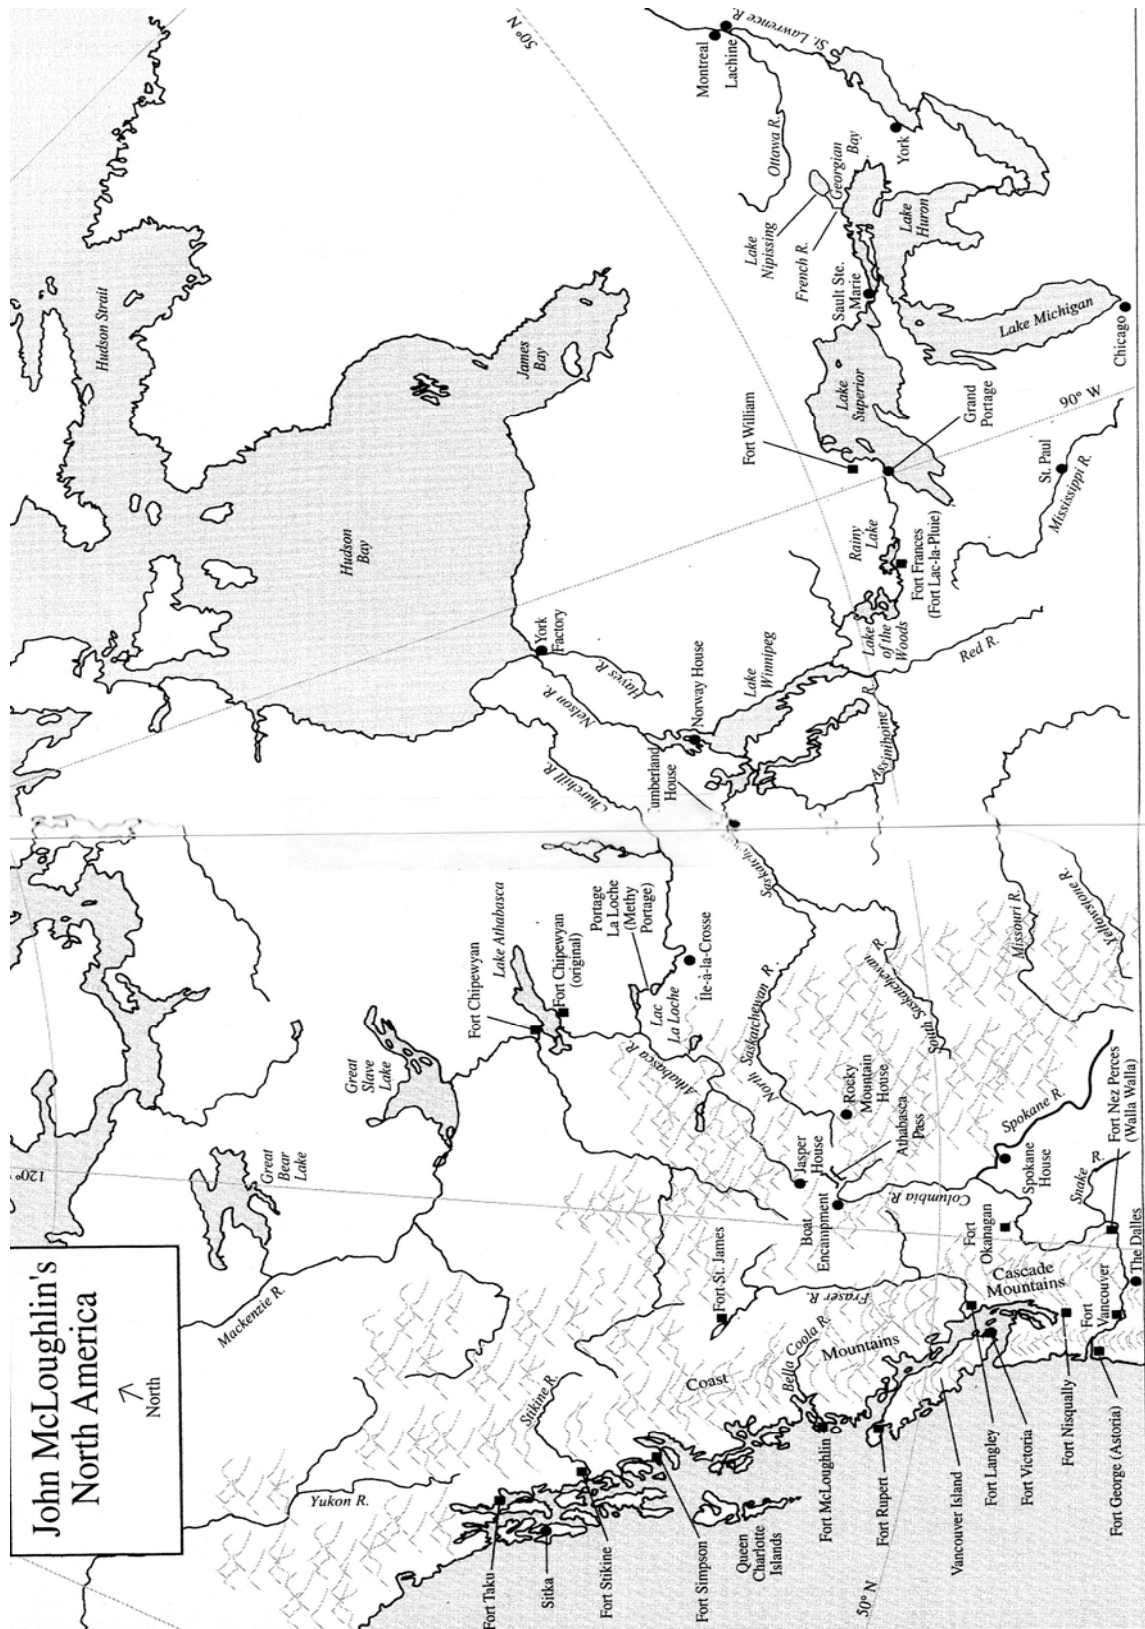 John McLoughlin's
North America
North
Hudson Strait
Hudson
Bay
James
Bay
50° N
St. Lawrence R.
Montreal
Lachine
Ottawa R.
York
Georgian
Bay
Lake
Nipissing
French R.
Lake
Huron
Sault Ste.
Marie
Lake Michigan
Chicago
Lake
Superior
Grand
Portage
90° W
Fort William
St. Paul
Mississippi R.
Rainy
Lake
Fort Frances
(Fort Lac-la-Pluie)
Lake
of the
Woods
Red R.
Assiniboine R.
Lake
Winnipeg
Norway House
York
Factory
Hayes R.
Nelson R.
Churchill R.
umberland
House
Saskatch
Missouri R.
Yellowstone R.
South Saskatchewan R.
North Saskatchewan R.
Portage
La Loche
(Methy
Portage)
Île-à-la-Crosse
Lac
La Loche
Lake Athabasca
Fort Chipewyan
Fort Chipewyan
(original)
Athabasca R.
Great
Slave
Lake
Great
Bear
Lake
120°
Mackenzie R.
Rocky
Mountain
House
Athabasca
Pass
Jasper
House
Boat
Encampment
Columbia R.
Spokane R.
Spokane
House
Fort Nez Perces
(Walla Walla)
Snake R.
Fort
Okanagan
The Dalles
Cascade
Mountains
Fort
Vancouver
Fort St. James
Fraser R.
Bella Coola R.
Coast
Mountains
Stikine R.
Yukon R.
Fort Taku
Sitka
Fort Stikine
Fort Simpson
Queen
Charlotte
Islands
Fort McLoughlin
Fort Rupert
50° N
Vancouver Island
Fort Langley
Fort Victoria
Fort Nisqually
Fort George (Astoria)